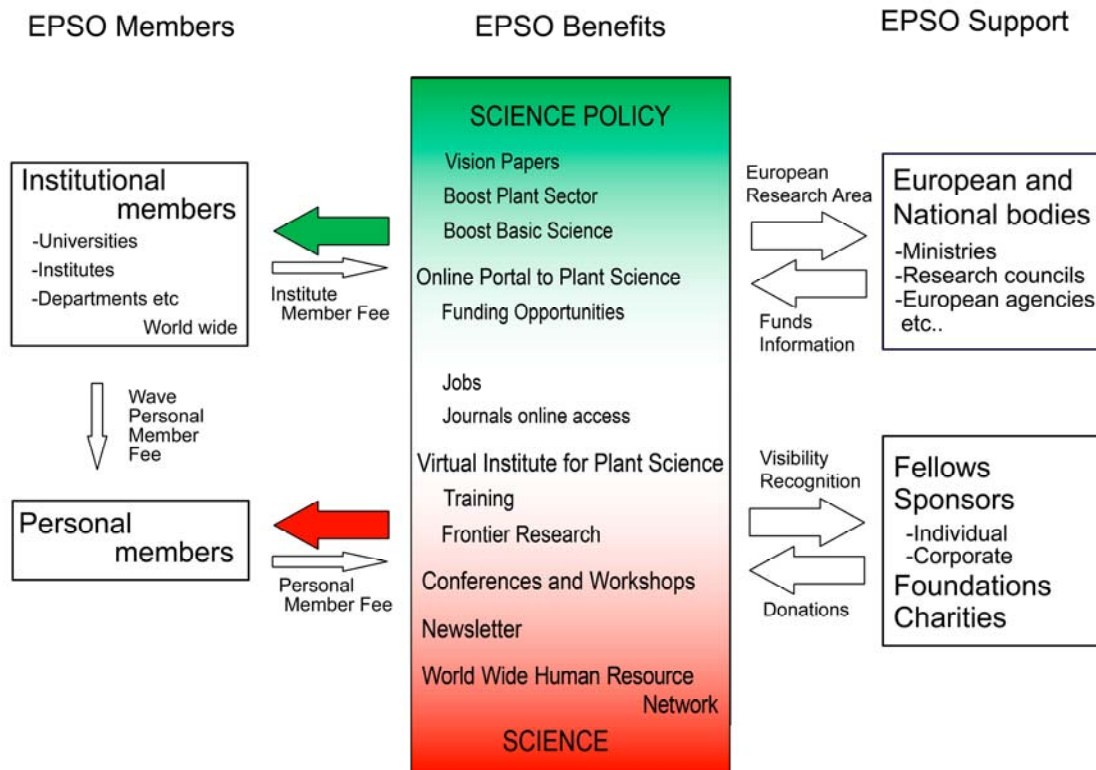 EPSO Members
EPSO Benefits
EPSO Support
Institutional
members
-Universities
-Institutes
-Departments etc
World wide
Institute
Member Fee
Wave
Personal
Member
Fee
Personal
members
Personal
Member Fee
SCIENCE POLICY
Vision Papers
Boost Plant Sector
Boost Basic Science
Online Portal to Plant Science
Funding Opportunities
Jobs
Journals online access
Virtual Institute for Plant Science
Training
Frontier Research
Conferences and Workshops
Newsletter
World Wide Human Resource
Network
SCIENCE
European
Research Area
Funds
Information
European and
National bodies
-Ministries
-Research councils
-European agencies
etc..
Visibility
Recognition
Donations
Fellows
Sponsors
-Individual
-Corporate
Foundations
Charities